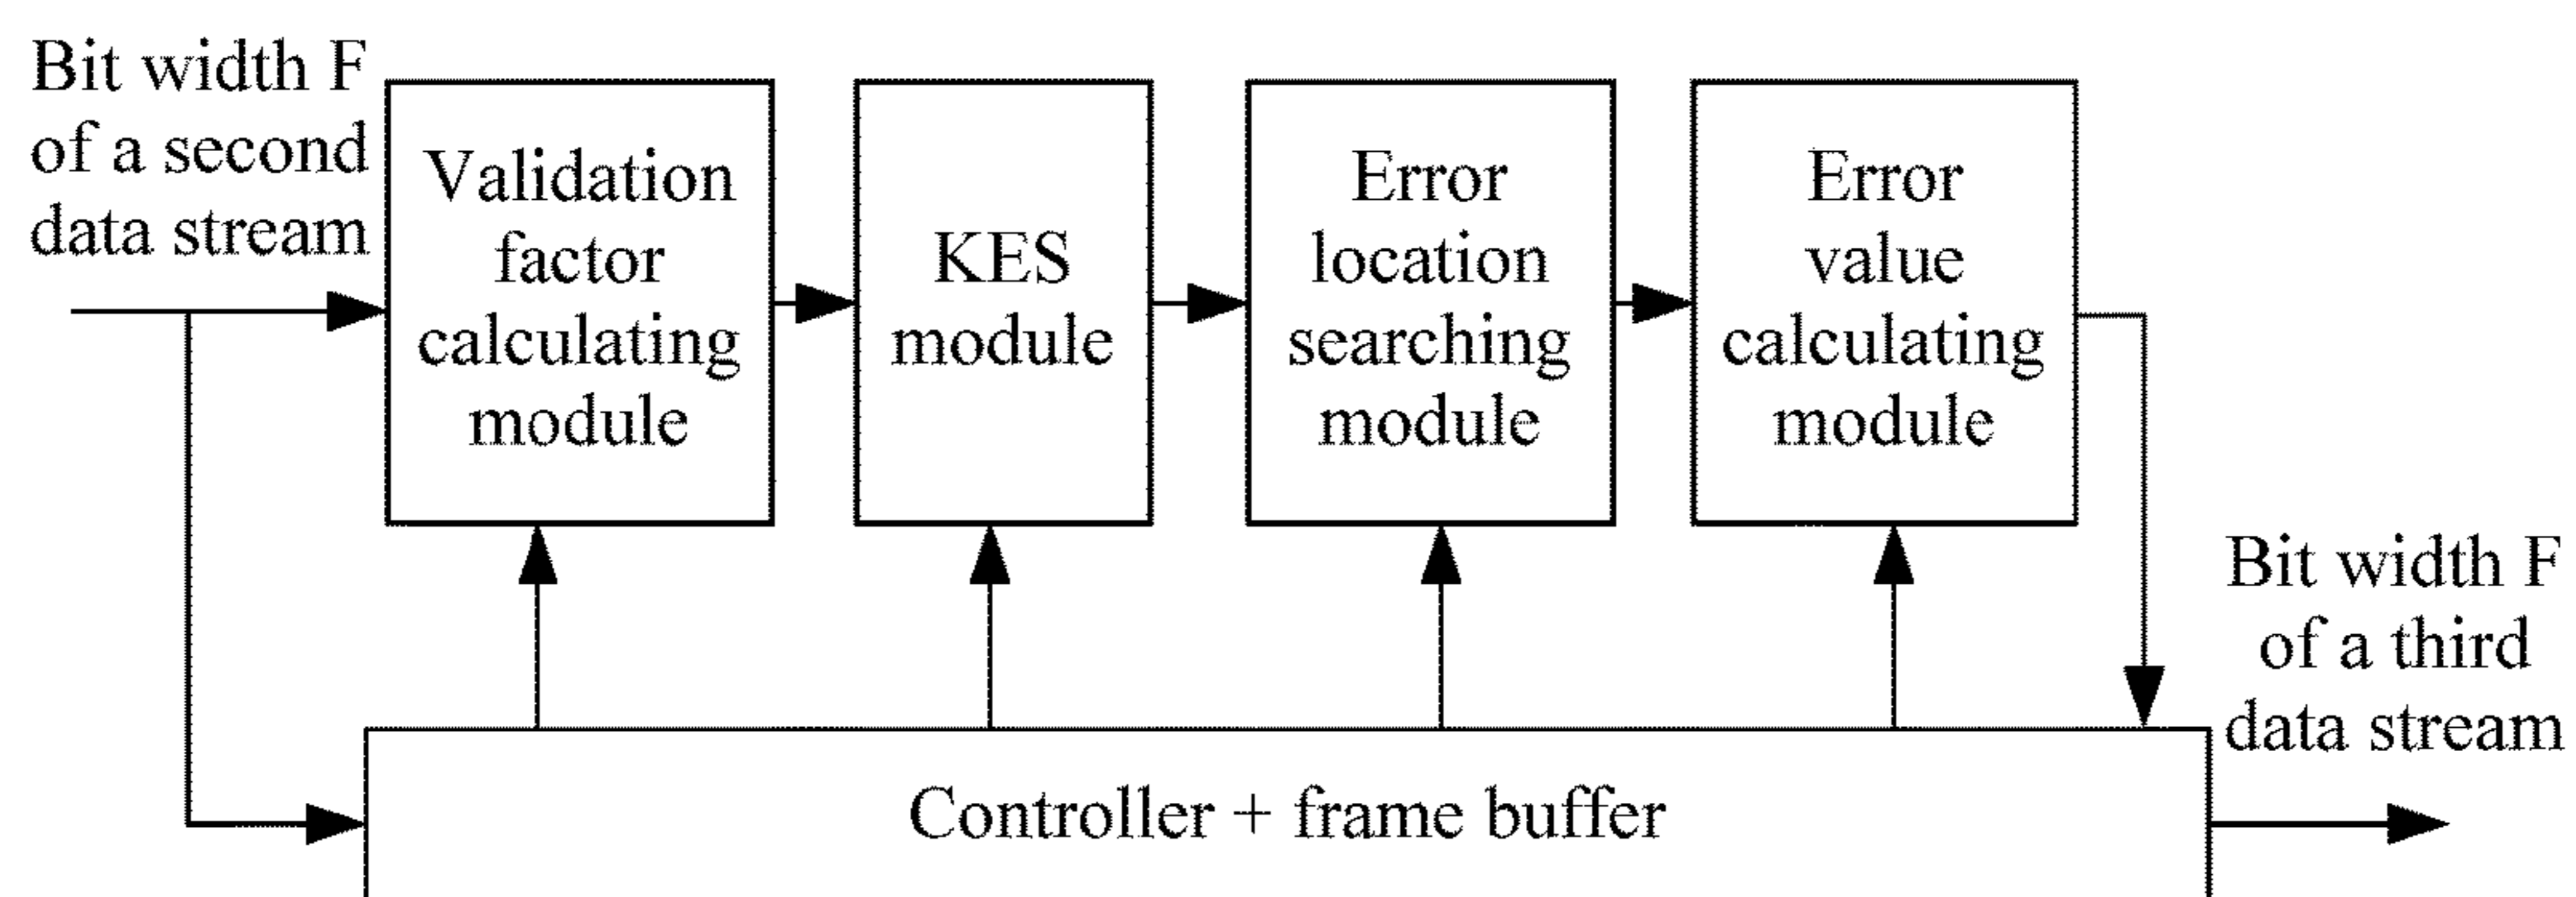 Bit width F
of a second
data stream
Validation
factor
calculating
module
KES
module
Error
location
searching
module
Error
value
calculating
module
Bit width F
of a third
data stream
Controller + frame buffer